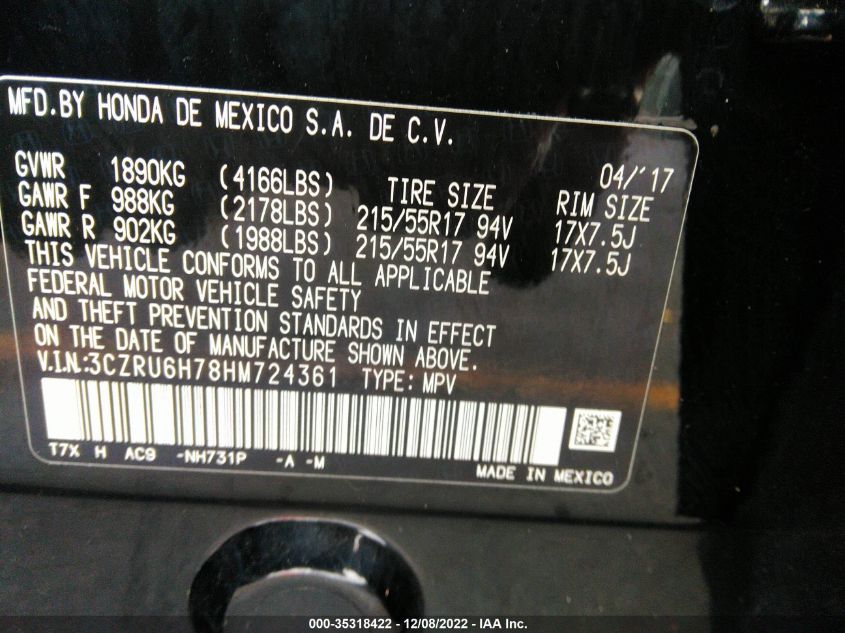 MFD.BY HONDA DE MEXICO S.A. DE C.V.
04/'17
GVWR 1890KG (4166LBS) TIRE SIZE RIM SIZE
GAWR F 988KG (2178LBS) 215/55R17 94V 17X7.5J
GAWR R 902KG (1988LBS) 215/55R17 94V 17X7.5J
THIS VEHICLE CONFORMS TO ALL APPLICABLE
FEDERAL MOTOR VEHICLE SAFETY
AND THEFT PREVENTION STANDARDS IN EFFECT
ON THE DATE OF MANUFACTURE SHOWN ABOVE.
V.I.N.:3CZRU6H78HM724361 TYPE: MPV
T7X H AC9 -NH731P -A -M
MADE IN MEXICO
000-35318422 - 12/08/2022 - IAA Inc.